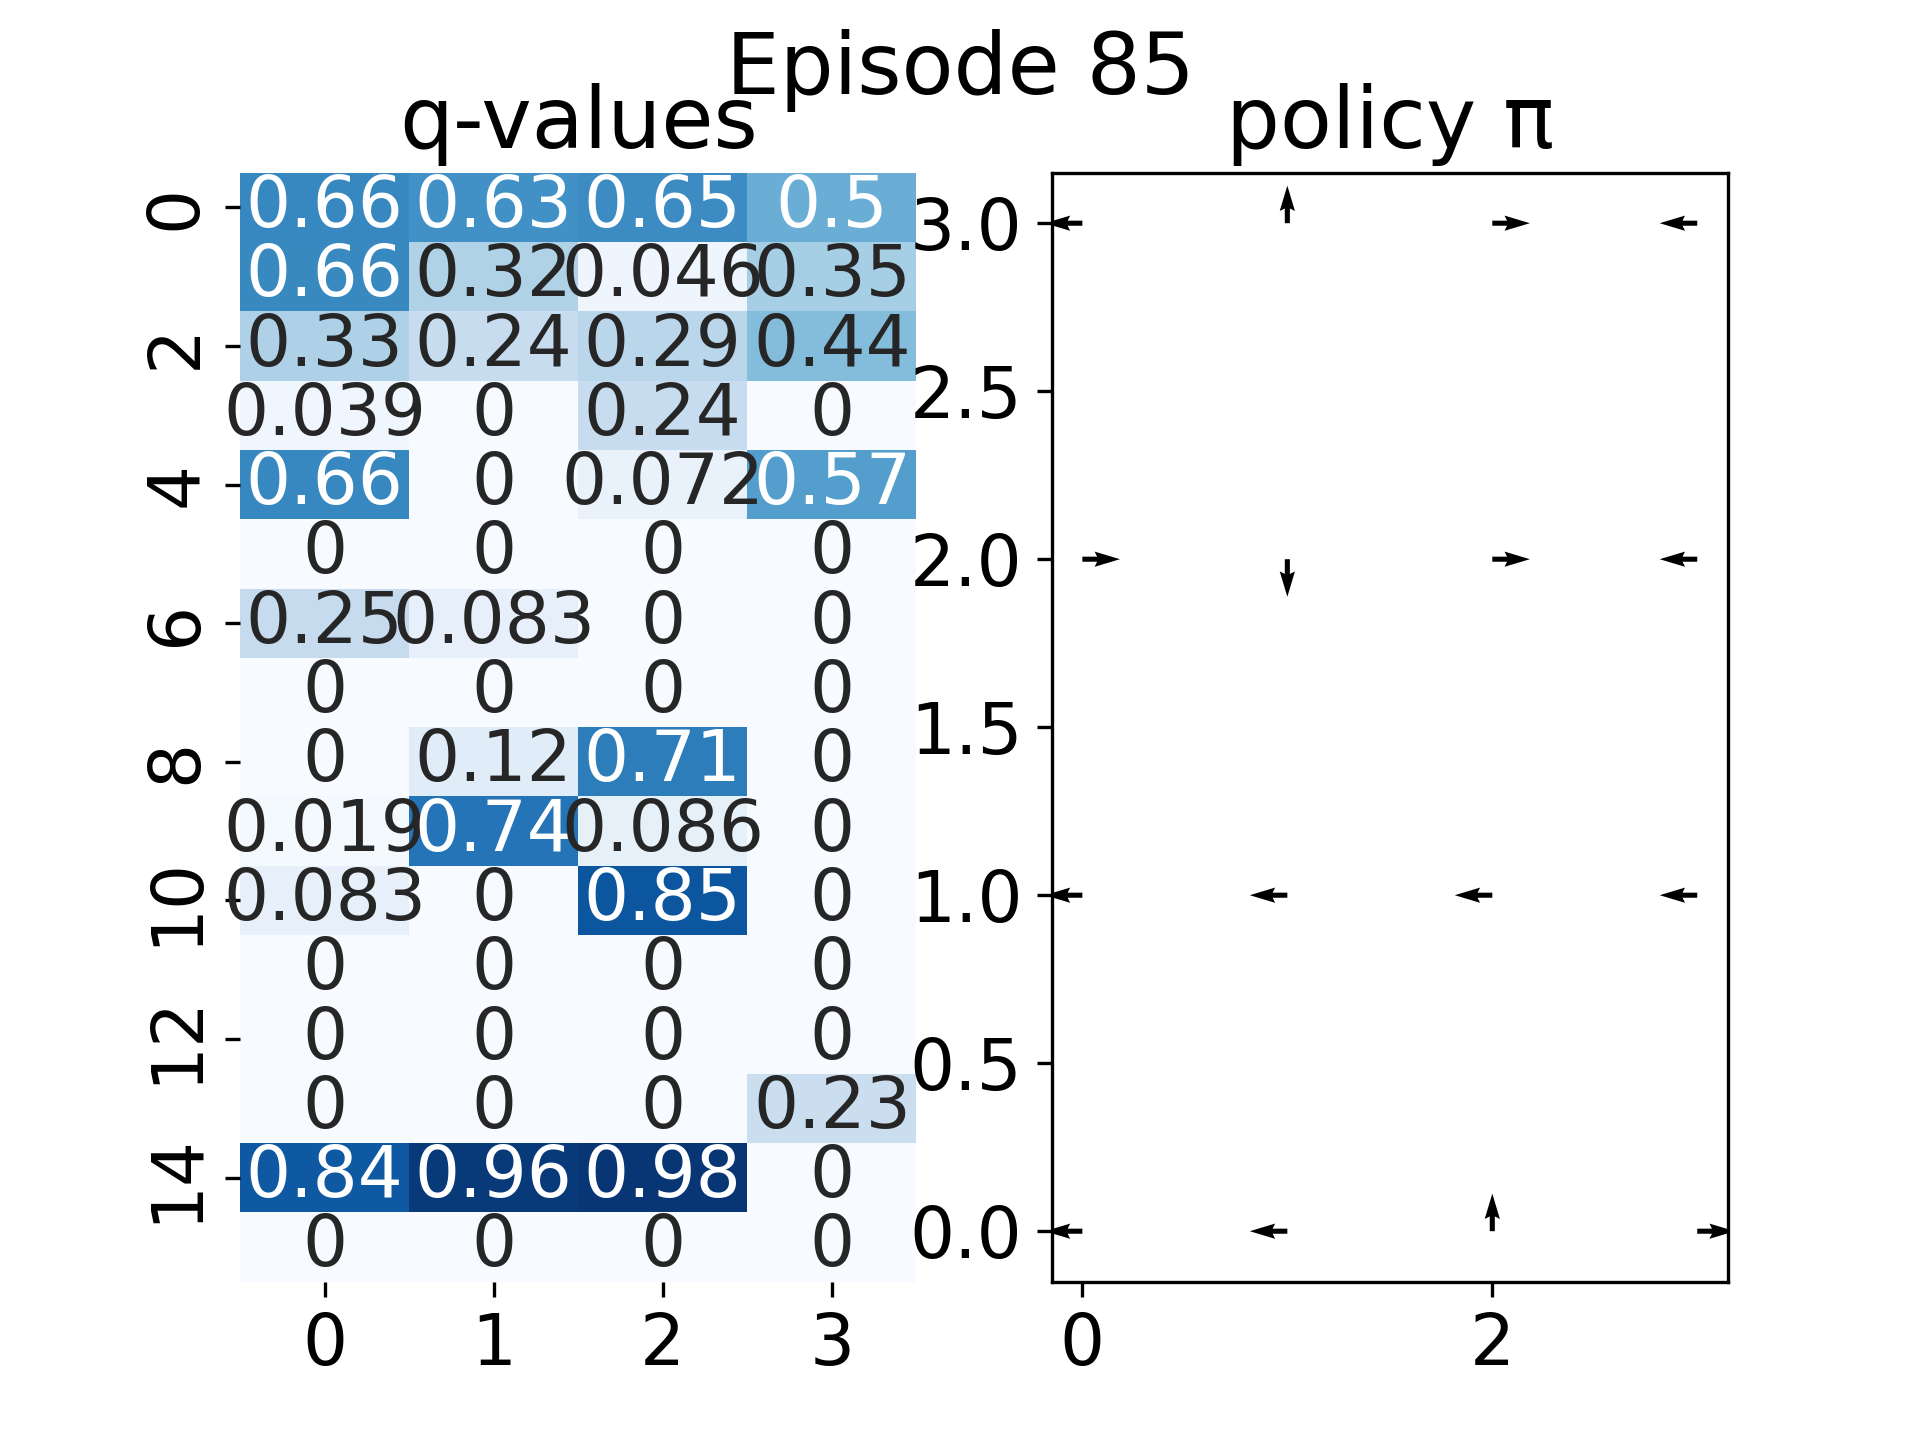 Episode 85
q-values
policy π
0 0.66 0.63 0.65 0.5
0.66 0.32 0.046 0.35
2 0.33 0.24 0.29 0.44
0.039 0 0.24 0
4 0.66 0 0.072 0.57
0 0 0 0
6 0.25 0.083 0 0
0 0 0 0
8 0 0.12 0.71 0
0.019 0.74 0.086 0
10 0.083 0 0.85 0
0 0 0 0
12 0 0 0 0
0 0 0 0.23
14 0.84 0.96 0.98 0
0 0 0 0
0 1 2 3
3.0
2.5
2.0
1.5
1.0
0.5
0.0
0 2